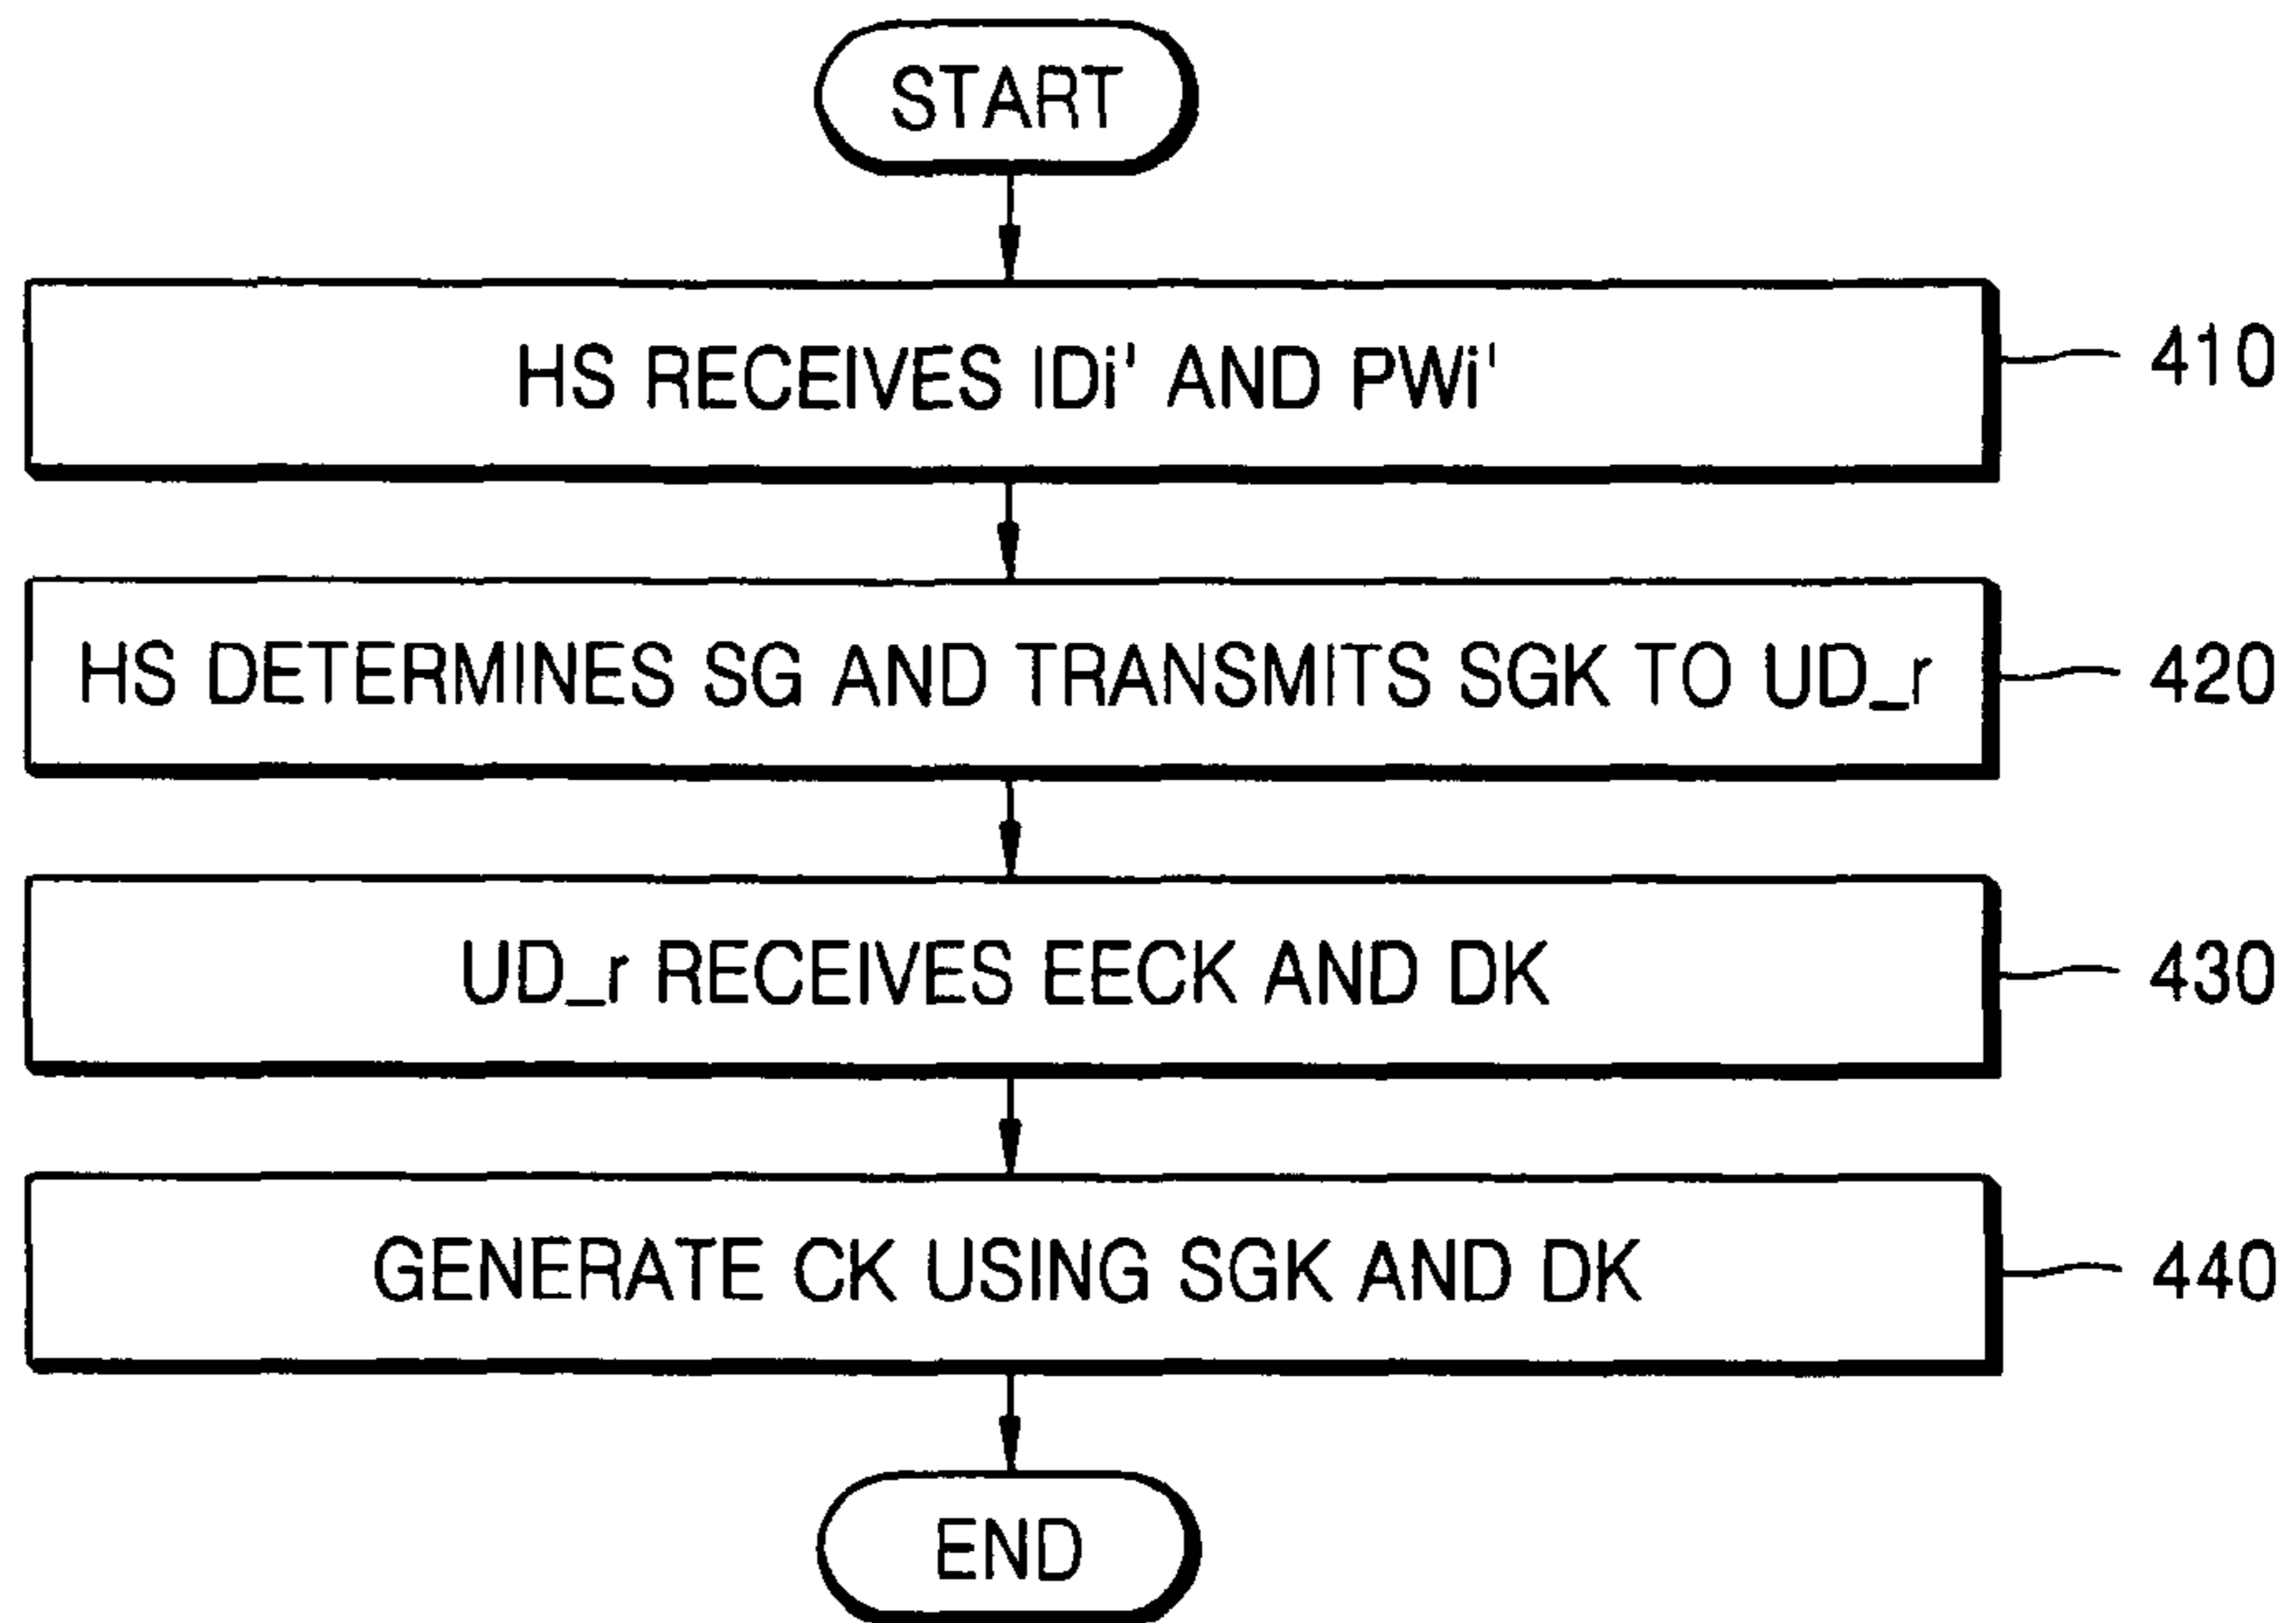 START
HS RECEIVES IDi' AND PWi'
410
HS DETERMINES SG AND TRANSMITS SGK TO UD_r
420
UD_r RECEIVES EECK AND DK
430
GENERATE CK USING SGK AND DK
440
END